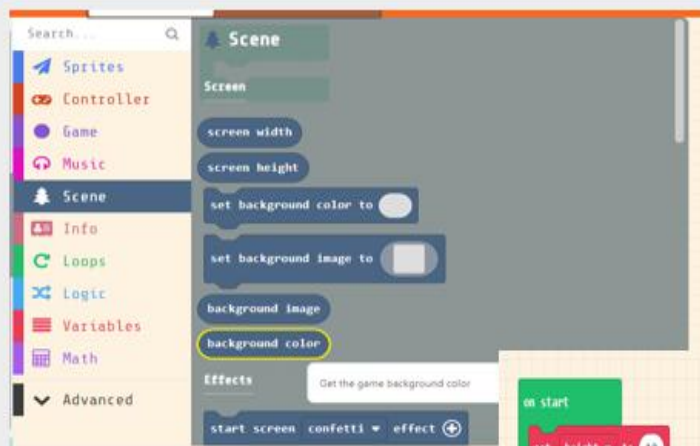 Search...
Sprites
Controller
Game
Music
Scene
Info
Loops
Logic
Variables
Math
Advanced
Scene
Screen
screen width
screen height
set background color to
set background image to
background image
background color
Effects
Get the game background color
start screen confetti effect
on start